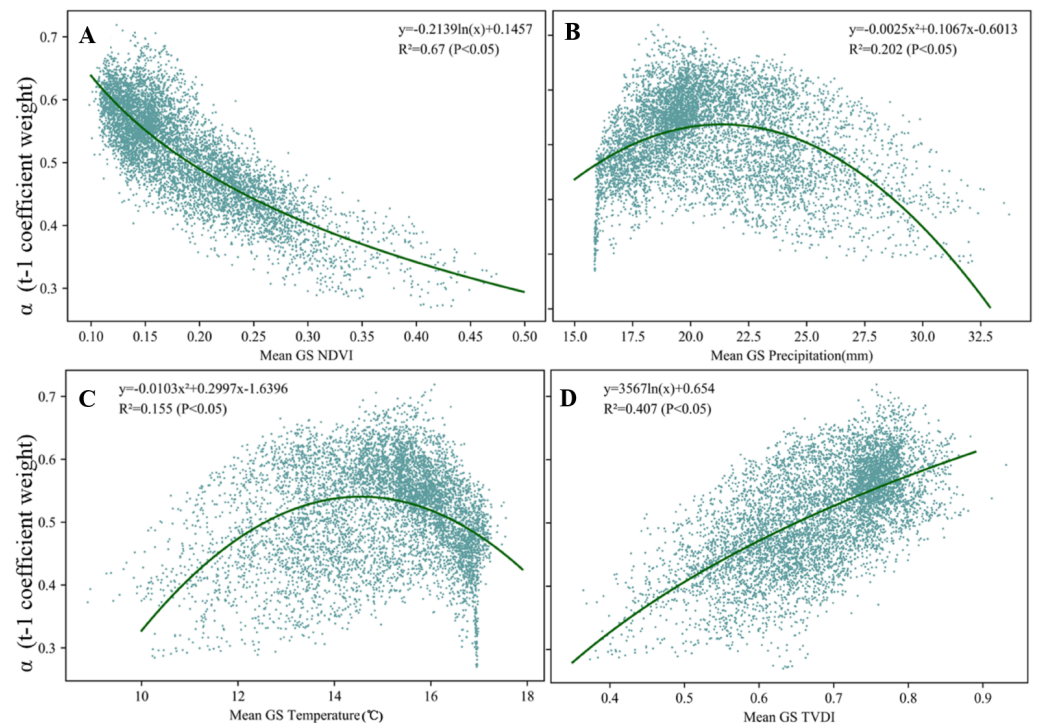 A
y=-0.2139ln(x)+0.1457
R²=0.67 (P<0.05)
α (t-1 coefficient weight)
0.7
0.6
0.5
0.4
0.3
0.10 0.15 0.20 0.25 0.30 0.35 0.40 0.45 0.50
Mean GS NDVI
B
y=-0.0025x²+0.1067x-0.6013
R²=0.202 (P<0.05)
15.0 17.5 20.0 22.5 25.0 27.5 30.0 32.5
Mean GS Precipitation(mm)
C
y=-0.0103x²+0.2997x-1.6396
R²=0.155 (P<0.05)
α (t-1 coefficient weight)
0.7
0.6
0.5
0.4
0.3
10 12 14 16 18
Mean GS Temperature(℃)
D
y=3567ln(x)+0.654
R²=0.407 (P<0.05)
0.4 0.5 0.6 0.7 0.8 0.9
Mean GS TVDI